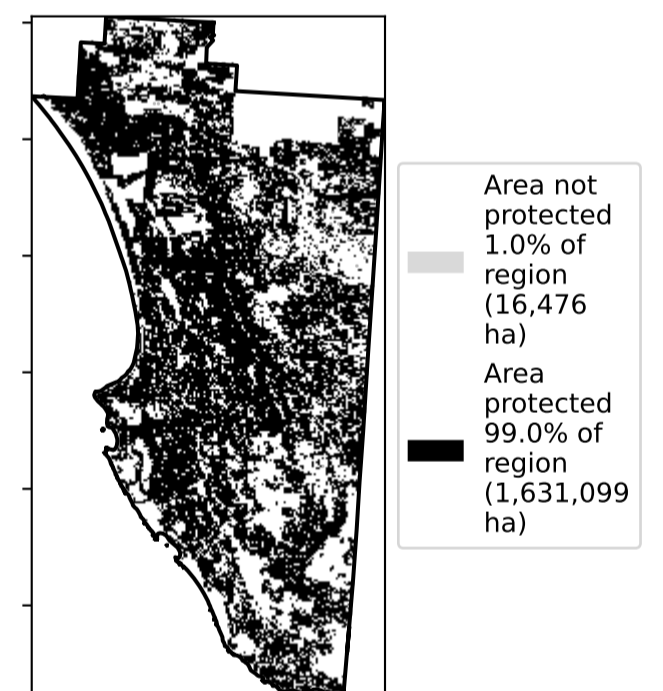 Area not
protected
1.0% of
region
(16,476
ha)
Area
protected
99.0% of
region
(1,631,099
ha)